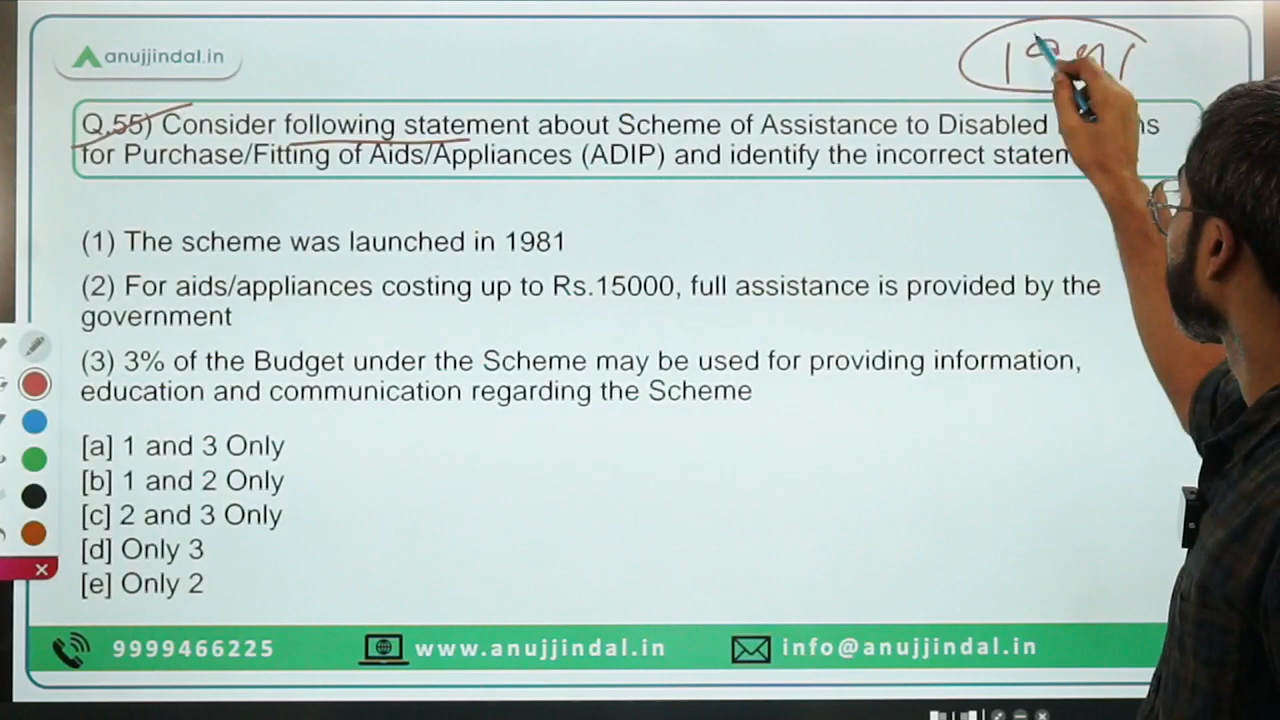 anujjindal.in
Q.55) Consider following statement about Scheme of Assistance to Disabled
for Purchase/Fitting of Aids/Appliances (ADIP) and identify the incorrect
(1) The scheme was launched in 1981
(2) For aids/appliances costing up to Rs.15000, full assistance is provided by the
government
(3) 3% of the Budget under the Scheme may be used for providing information,
education and communication regarding the Scheme
[a] 1 and 3 Only
[b] 1 and 2 Only
[c] 2 and 3 Only
[d] Only 3
[e] Only 2
9999466225 www.anujjindal.in info@anujjindal.in